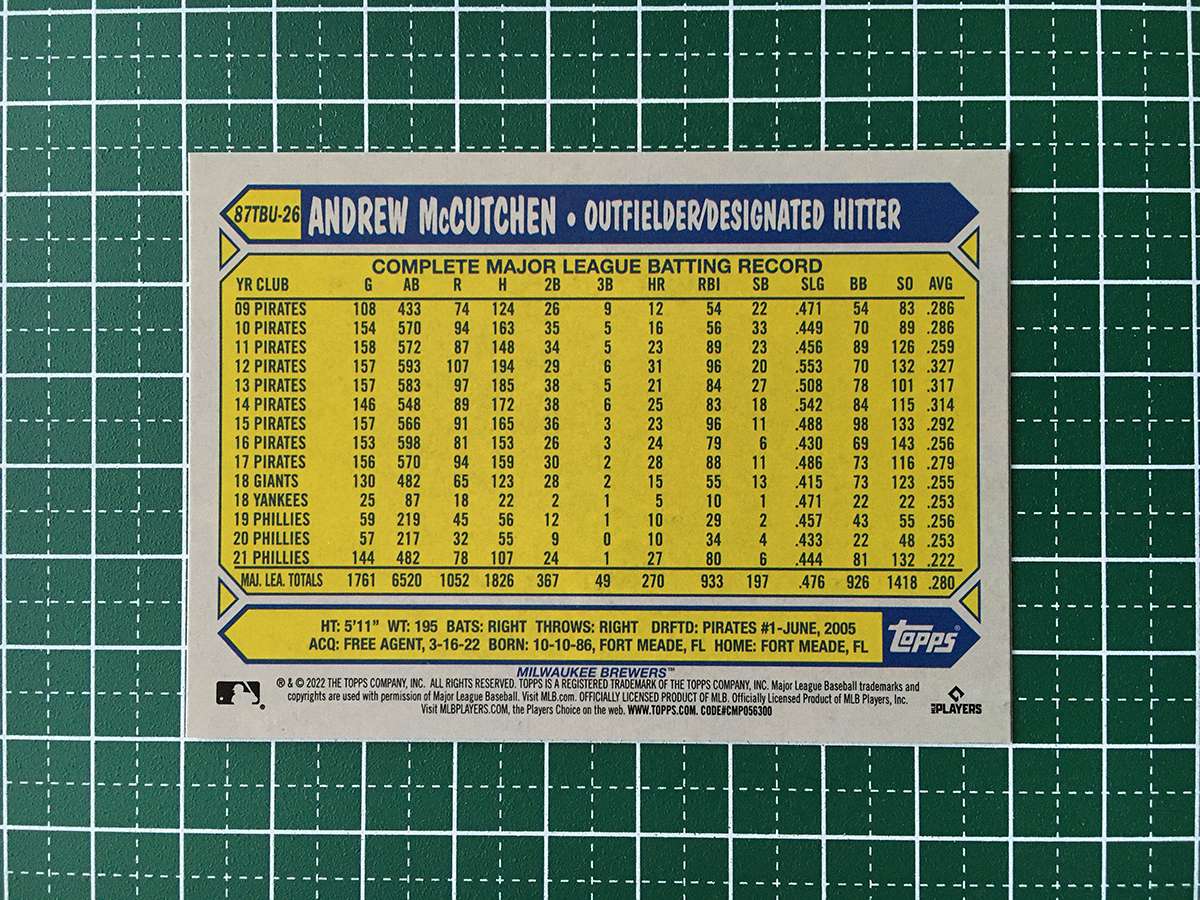 87TBU-26 ANDREW McCUTCHEN • OUTFIELDER/DESIGNATED HITTER
COMPLETE MAJOR LEAGUE BATTING RECORD
YR CLUB G AB R H 2B 3B HR RBI SB SLG BB SO AVG
09 PIRATES 108 433 74 124 26 9 12 54 22 .471 54 83 .286
10 PIRATES 154 570 94 163 35 5 16 56 33 .449 70 89 .286
11 PIRATES 158 572 87 148 34 5 23 89 23 .456 89 126 .259
12 PIRATES 157 593 107 194 29 6 31 96 20 .553 70 132 .327
13 PIRATES 157 583 97 185 38 5 21 84 27 .508 78 101 .317
14 PIRATES 146 548 89 172 38 6 25 83 18 .542 84 115 .314
15 PIRATES 157 566 91 165 36 3 23 96 11 .488 98 133 .292
16 PIRATES 153 598 81 153 26 3 24 79 6 .430 69 143 .256
17 PIRATES 156 570 94 159 30 2 28 88 11 .486 73 116 .279
18 GIANTS 130 482 65 123 28 2 15 55 13 .415 73 123 .255
18 YANKEES 25 87 18 22 2 1 5 10 1 .471 22 22 .253
19 PHILLIES 59 219 45 56 12 1 10 29 2 .457 43 55 .256
20 PHILLIES 57 217 32 55 9 0 10 34 4 .433 22 48 .253
21 PHILLIES 144 482 78 107 24 1 27 80 6 .444 81 132 .222
MAJ. LEA. TOTALS 1761 6520 1052 1826 367 49 270 933 197 .476 926 1418 .280
HT: 5'11" WT: 195 BATS: RIGHT THROWS: RIGHT DRFTD: PIRATES #1-JUNE, 2005
ACQ: FREE AGENT, 3-16-22 BORN: 10-10-86, FORT MEADE, FL HOME: FORT MEADE, FL
TOPPS®
MILWAUKEE BREWERS™
® & © 2022 THE TOPPS COMPANY, INC. ALL RIGHTS RESERVED. TOPPS IS A REGISTERED TRADEMARK OF THE TOPPS COMPANY, INC. Major League Baseball trademarks and
copyrights are used with permission of Major League Baseball. Visit MLB.com. OFFICIALLY LICENSED PRODUCT OF MLB. Officially Licensed Product of MLB Players, Inc.
Visit MLBPLAYERS.COM, the Players Choice on the web. WWW.TOPPS.COM. CODE#CMP056300
MLB PLAYERS